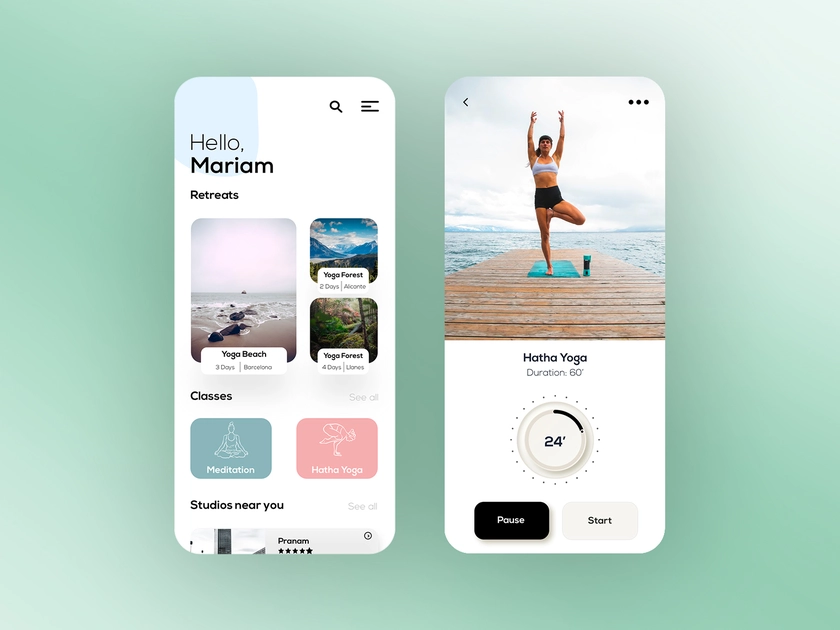 Hello,
Mariam
Retreats
Yoga Beach
3 Days | Barcelona
Yoga Forest
2 Days | Alicante
Yoga Forest
4 Days | Llanes
Classes
See all
Meditation
Hatha Yoga
Studios near you
See all
Pranam
Hatha Yoga
Duration: 60'
24'
Pause
Start